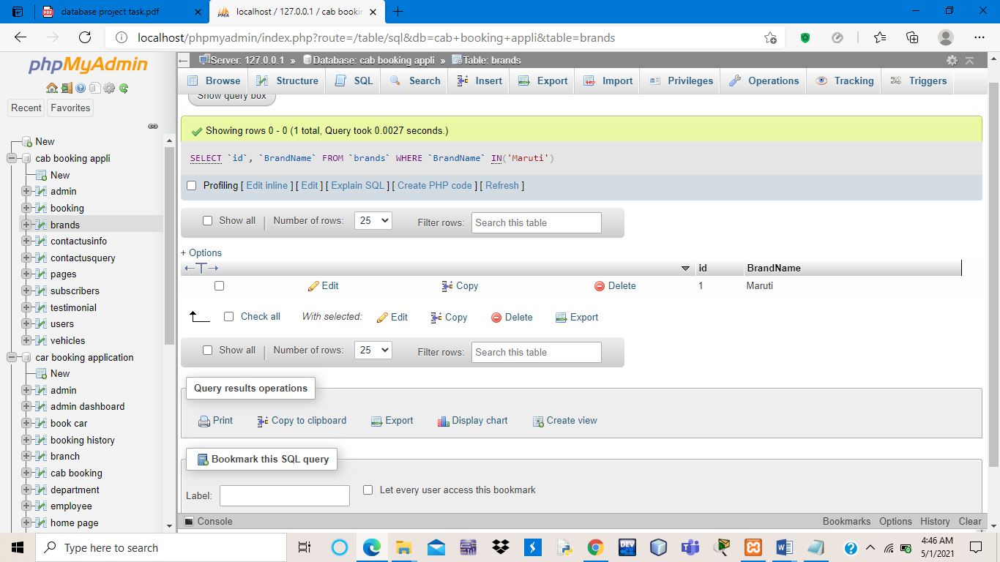 database project task.pdf
localhost / 127.0.0.1 / cab bookin
localhost/phpmyadmin/index.php?route=/table/sql&db=cab+booking+appli&table=brands
phpMyAdmin
Recent Favorites
New
cab booking appli
New
admin
booking
brands
contactusinfo
contactusquery
pages
subscribers
testimonial
users
vehicles
car booking application
New
admin
admin dashboard
book car
booking history
branch
cab booking
department
employee
home page
Server: 127.0.0.1 » Database: cab booking appli » Table: brands
Browse Structure SQL Search Insert Export Import Privileges Operations Tracking Triggers
Show query box
Showing rows 0 - 0 (1 total, Query took 0.0027 seconds.)
SELECT `id`, `BrandName` FROM `brands` WHERE `BrandName` IN('Maruti')
Profiling [ Edit inline ] [ Edit ] [ Explain SQL ] [ Create PHP code ] [ Refresh ]
Show all | Number of rows: 25 Filter rows: Search this table
+ Options
←T→ id BrandName
Edit Copy Delete 1 Maruti
Check all With selected: Edit Copy Delete Export
Show all | Number of rows: 25 Filter rows: Search this table
Query results operations
Print Copy to clipboard Export Display chart Create view
Bookmark this SQL query
Label: Let every user access this bookmark
Console Bookmarks Options History Clear
Type here to search
DEV
4:46 AM
5/1/2021